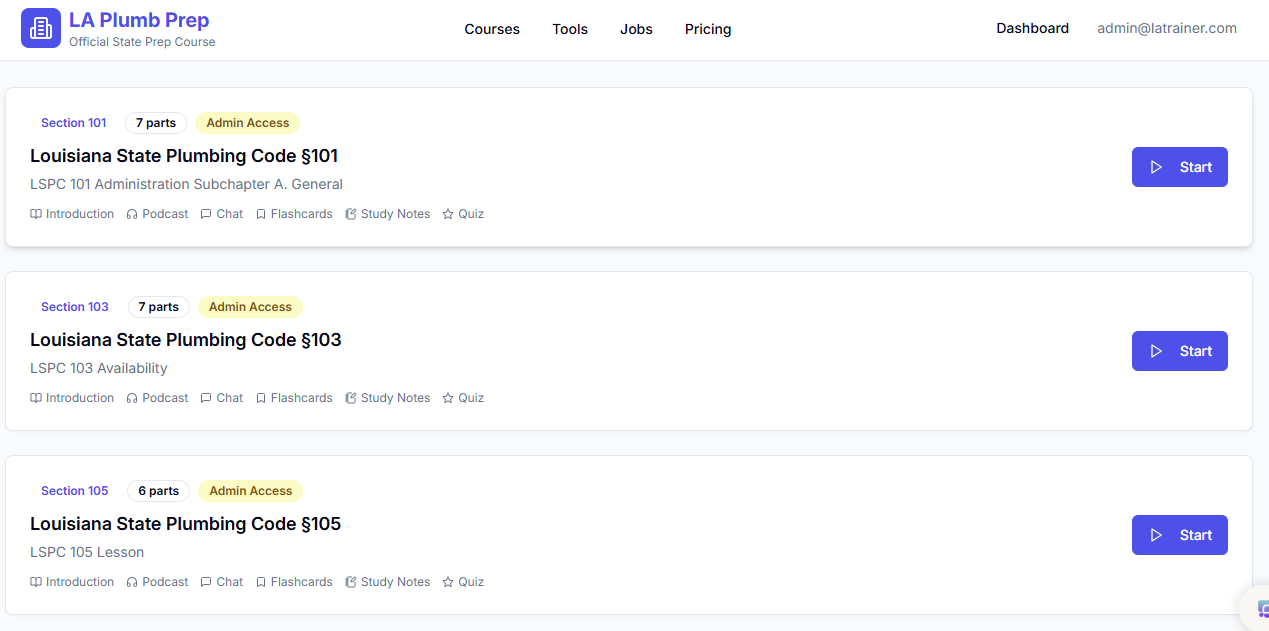 LA Plumb Prep
Official State Prep Course
Courses Tools Jobs Pricing
Dashboard admin@latrainer.com
Section 101 7 parts Admin Access
Louisiana State Plumbing Code §101
LSPC 101 Administration Subchapter A. General
Introduction Podcast Chat Flashcards Study Notes Quiz
Start
Section 103 7 parts Admin Access
Louisiana State Plumbing Code §103
LSPC 103 Availability
Introduction Podcast Chat Flashcards Study Notes Quiz
Start
Section 105 6 parts Admin Access
Louisiana State Plumbing Code §105
LSPC 105 Lesson
Introduction Podcast Chat Flashcards Study Notes Quiz
Start